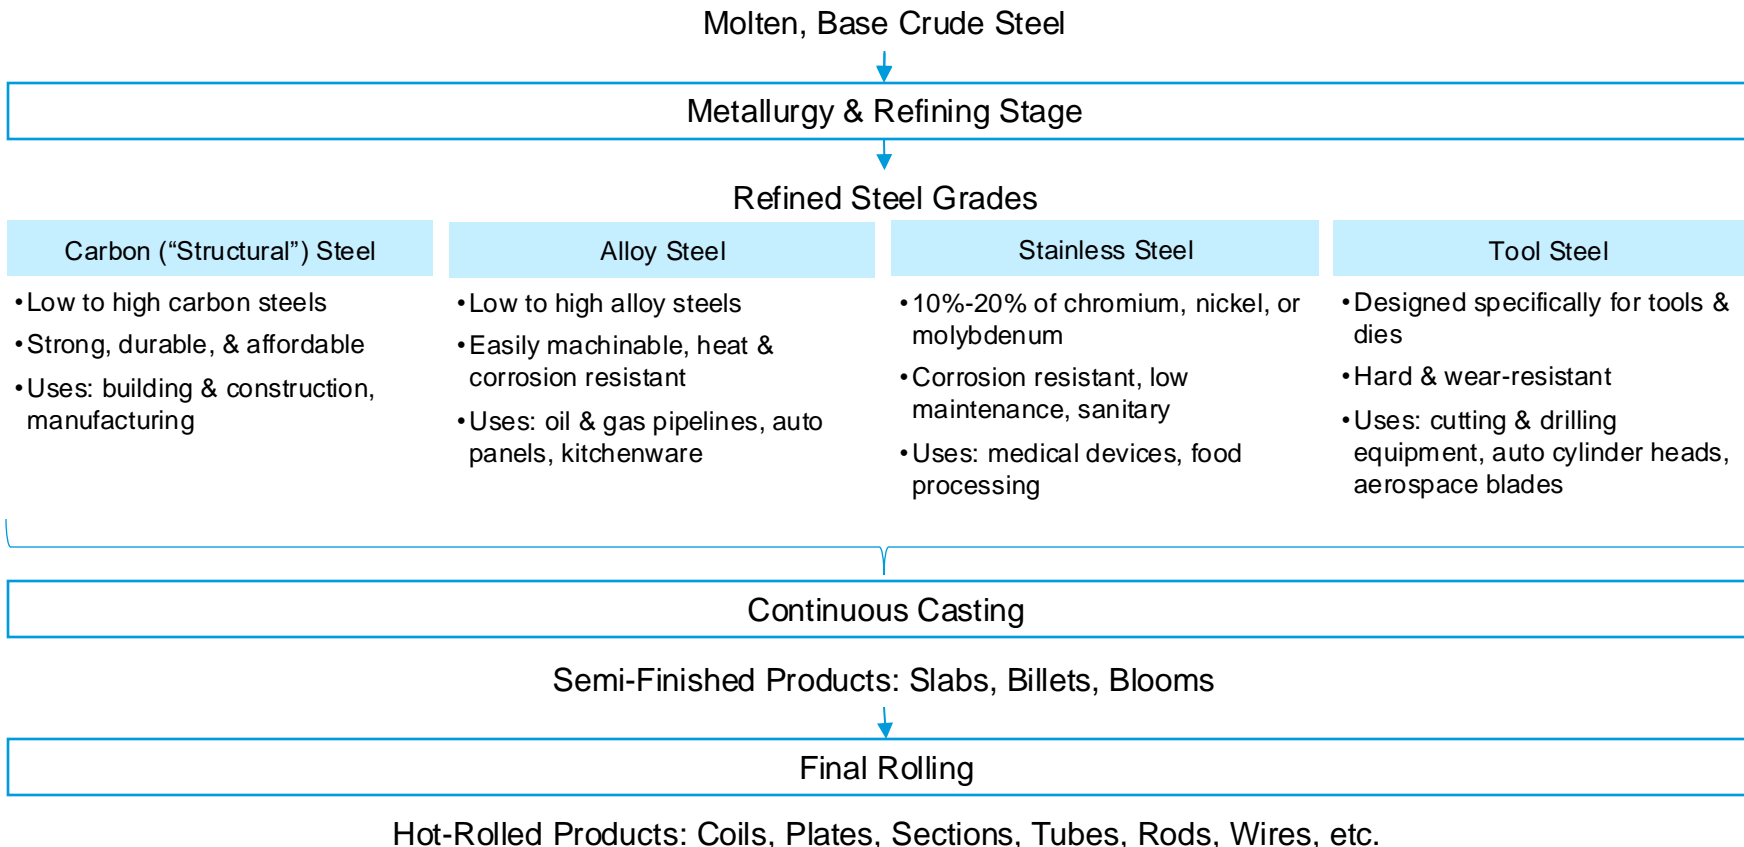 Molten, Base Crude Steel
Metallurgy & Refining Stage
Refined Steel Grades
Carbon (“Structural”) Steel
•Low to high carbon steels
•Strong, durable, & affordable
•Uses: building & construction,
manufacturing
Alloy Steel
•Low to high alloy steels
•Easily machinable, heat &
corrosion resistant
•Uses: oil & gas pipelines, auto
panels, kitchenware
Stainless Steel
•10%-20% of chromium, nickel, or
molybdenum
•Corrosion resistant, low
maintenance, sanitary
•Uses: medical devices, food
processing
Tool Steel
•Designed specifically for tools &
dies
•Hard & wear-resistant
•Uses: cutting & drilling
equipment, auto cylinder heads,
aerospace blades
Continuous Casting
Semi-Finished Products: Slabs, Billets, Blooms
Final Rolling
Hot-Rolled Products: Coils, Plates, Sections, Tubes, Rods, Wires, etc.